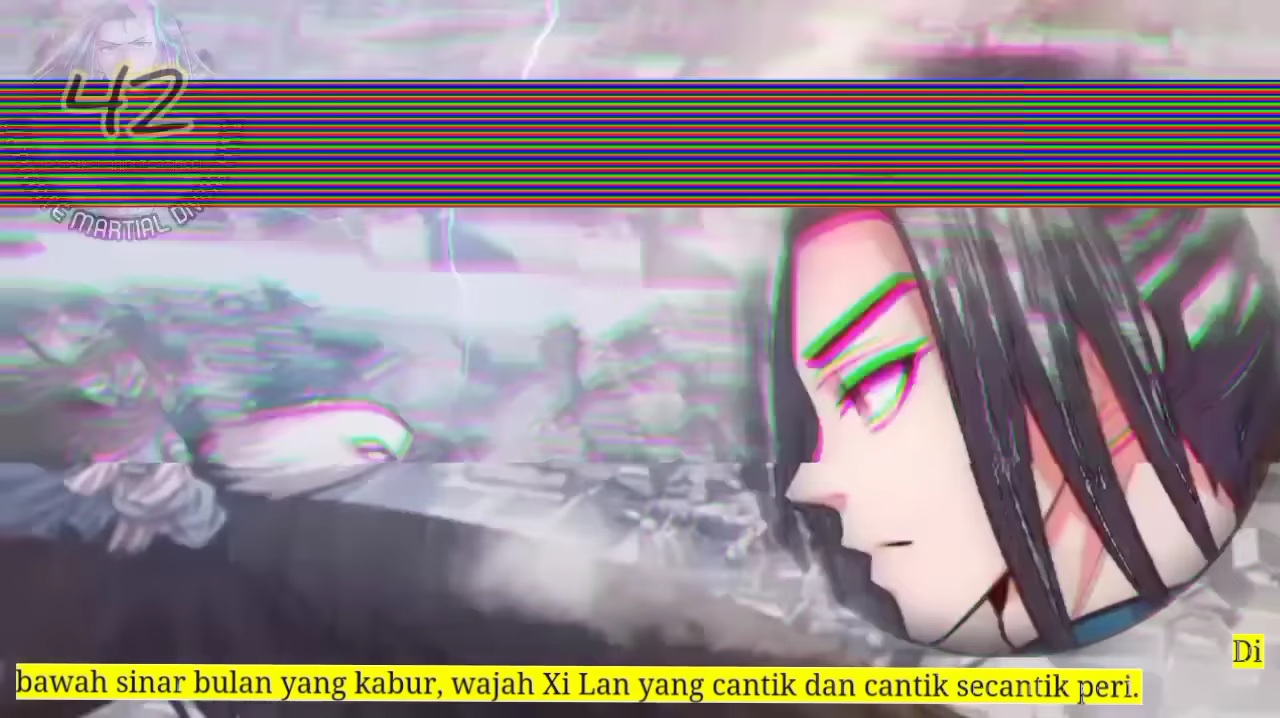 42
MARTIAL
Di
bawah sinar bulan yang kabur, wajah Xi Lan yang cantik dan cantik secantik peri.